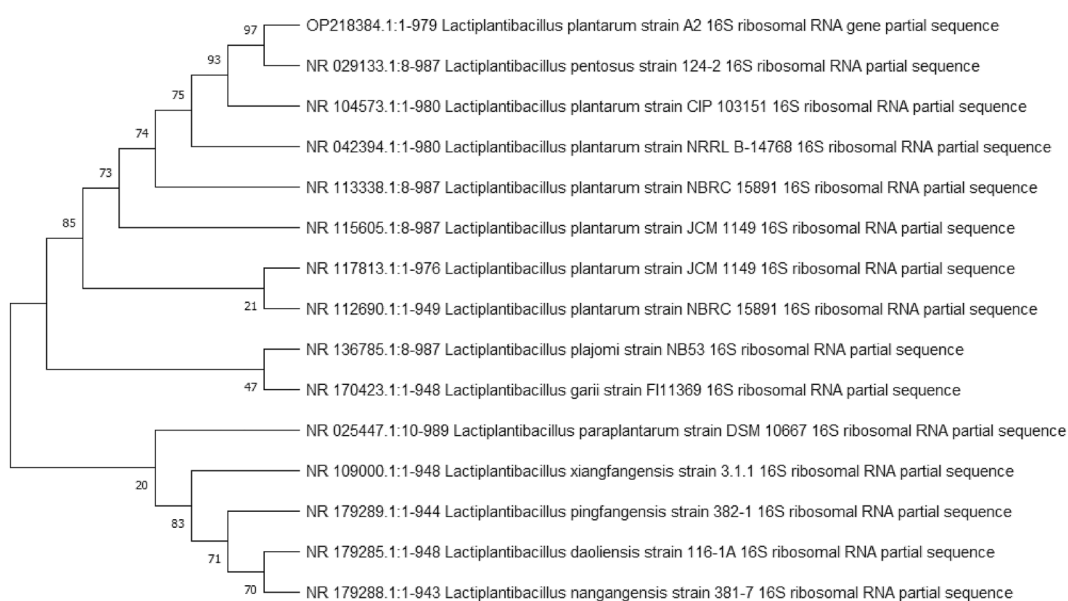 97
OP218384.1:1-979 Lactiplantibacillus plantarum strain A2 16S ribosomal RNA gene partial sequence
93
NR 029133.1:8-987 Lactiplantibacillus pentosus strain 124-2 16S ribosomal RNA partial sequence
75
NR 104573.1:1-980 Lactiplantibacillus plantarum strain CIP 103151 16S ribosomal RNA partial sequence
74
NR 042394.1:1-980 Lactiplantibacillus plantarum strain NRRL B-14768 16S ribosomal RNA partial sequence
73
NR 113338.1:8-987 Lactiplantibacillus plantarum strain NBRC 15891 16S ribosomal RNA partial sequence
85
NR 115605.1:8-987 Lactiplantibacillus plantarum strain JCM 1149 16S ribosomal RNA partial sequence
NR 117813.1:1-976 Lactiplantibacillus plantarum strain JCM 1149 16S ribosomal RNA partial sequence
21
NR 112690.1:1-949 Lactiplantibacillus plantarum strain NBRC 15891 16S ribosomal RNA partial sequence
NR 136785.1:8-987 Lactiplantibacillus plajomi strain NB53 16S ribosomal RNA partial sequence
47
NR 170423.1:1-948 Lactiplantibacillus garii strain FI11369 16S ribosomal RNA partial sequence
NR 025447.1:10-989 Lactiplantibacillus paraplantarum strain DSM 10667 16S ribosomal RNA partial sequence
20
NR 109000.1:1-948 Lactiplantibacillus xiangfangensis strain 3.1.1 16S ribosomal RNA partial sequence
83
NR 179289.1:1-944 Lactiplantibacillus pingfangensis strain 382-1 16S ribosomal RNA partial sequence
71
NR 179285.1:1-948 Lactiplantibacillus daoliensis strain 116-1A 16S ribosomal RNA partial sequence
70
NR 179288.1:1-943 Lactiplantibacillus nangangensis strain 381-7 16S ribosomal RNA partial sequence